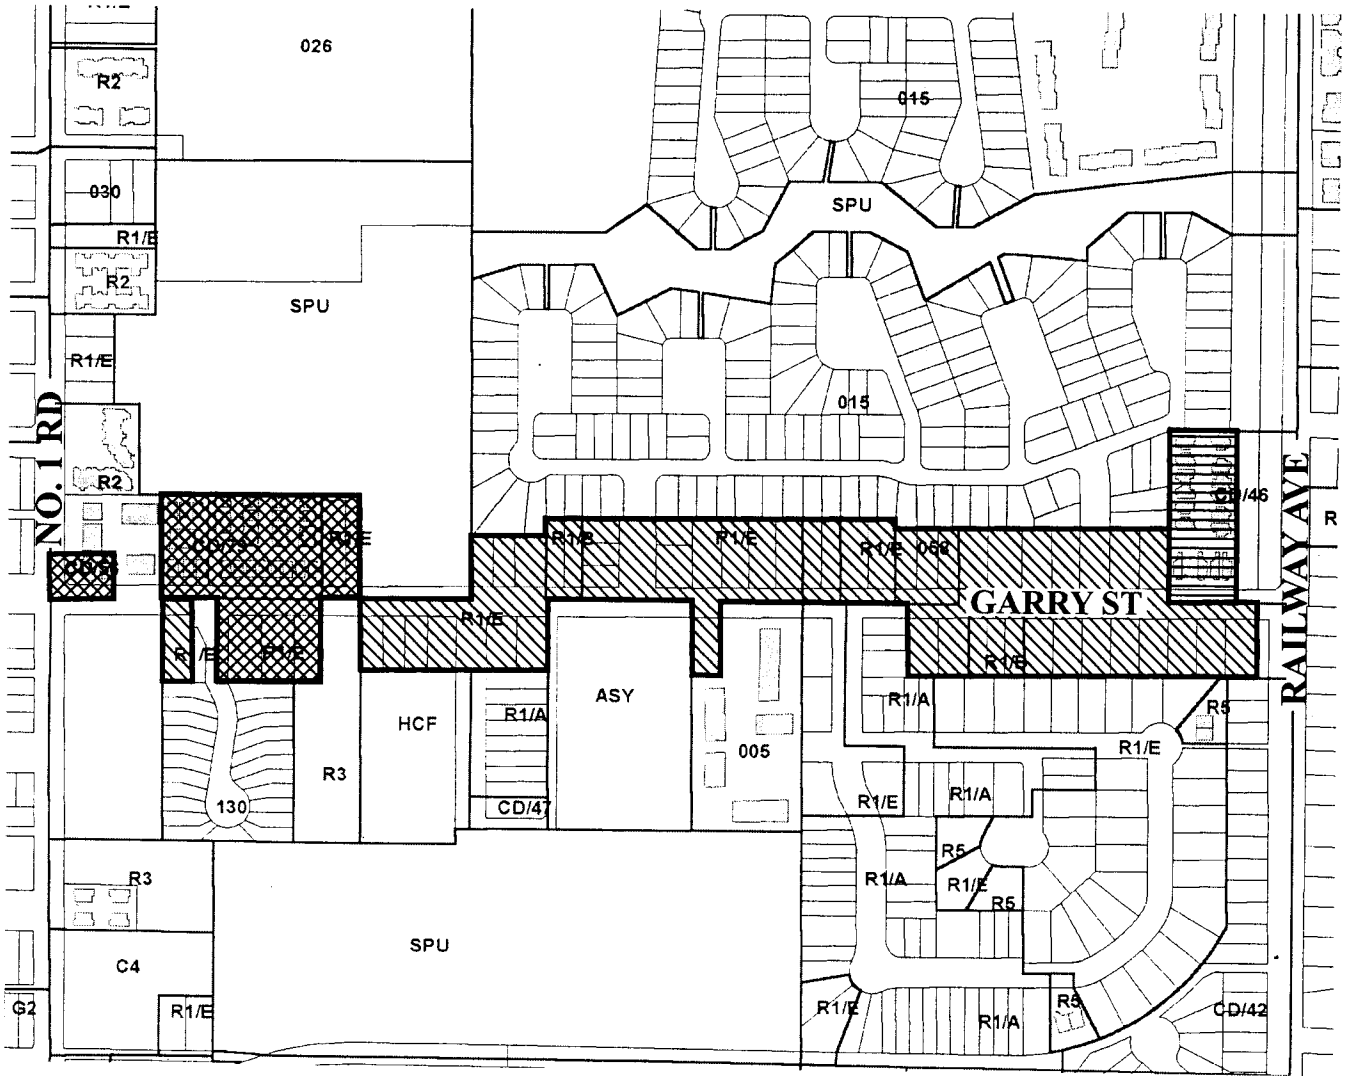 026
R2
015
030
SPU
R1/E
R2
SPU
R1/E
015
NO. 1 RD
R2
CD/46
RAILWAY AVE
R
R1/E
R1/E
058
GARRY ST
R1/E
R1/E
R1/E
ASY
R1/A
R5
HCF
R1/A
R1/E
005
R3
R1/E
R1/A
130
CD/47
R5
R3
R1/A
R1/E
R5
SPU
C4
R5
G2
R1/E
R1/E
R1/A
CD/42